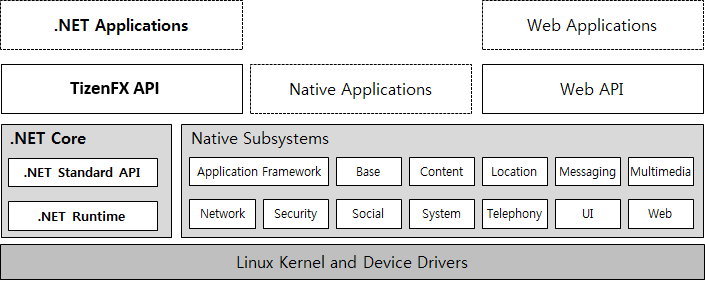 .NET Applications
Web Applications
TizenFX API
Native Applications
Web API
.NET Core
.NET Standard API
.NET Runtime
Native Subsystems
Application Framework
Base
Content
Location
Messaging
Multimedia
Network
Security
Social
System
Telephony
UI
Web
Linux Kernel and Device Drivers